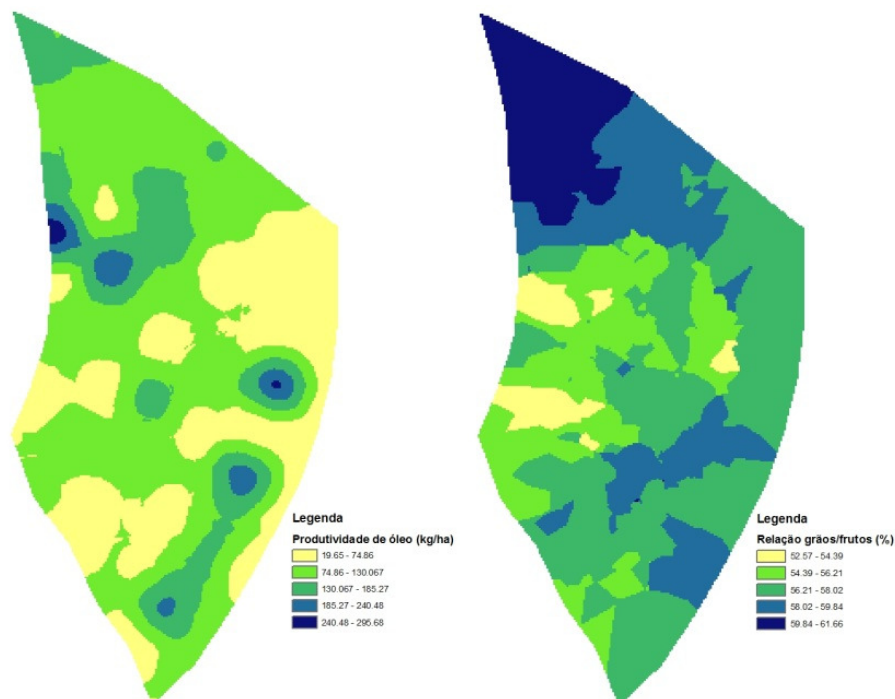 Legenda
Produtividade de óleo (kg/ha)
19.65 - 74.86
74.86 - 130.067
130.067 - 185.27
185.27 - 240.48
240.48 - 295.68
Legenda
Relação grãos/frutos (%)
52.57 - 54.39
54.39 - 56.21
56.21 - 58.02
58.02 - 59.84
59.84 - 61.66